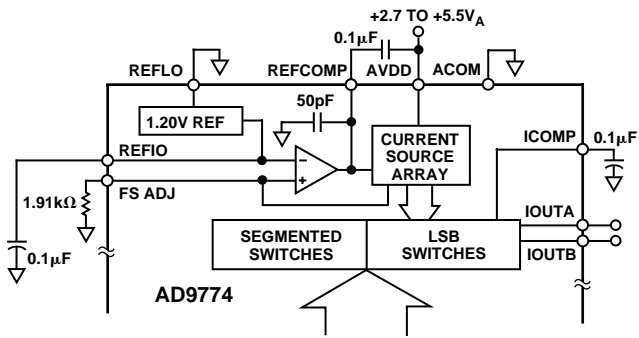 +2.7 TO +5.5VA
0.1μF
REFLO
REFCOMP
AVDD
ACOM
50pF
1.20V REF
CURRENT
SOURCE
ARRAY
ICOMP
0.1μF
REFIO
FS ADJ
1.91kΩ
IOUTA
IOUTB
SEGMENTED
SWITCHES
LSB
SWITCHES
0.1μF
AD9774
−
+